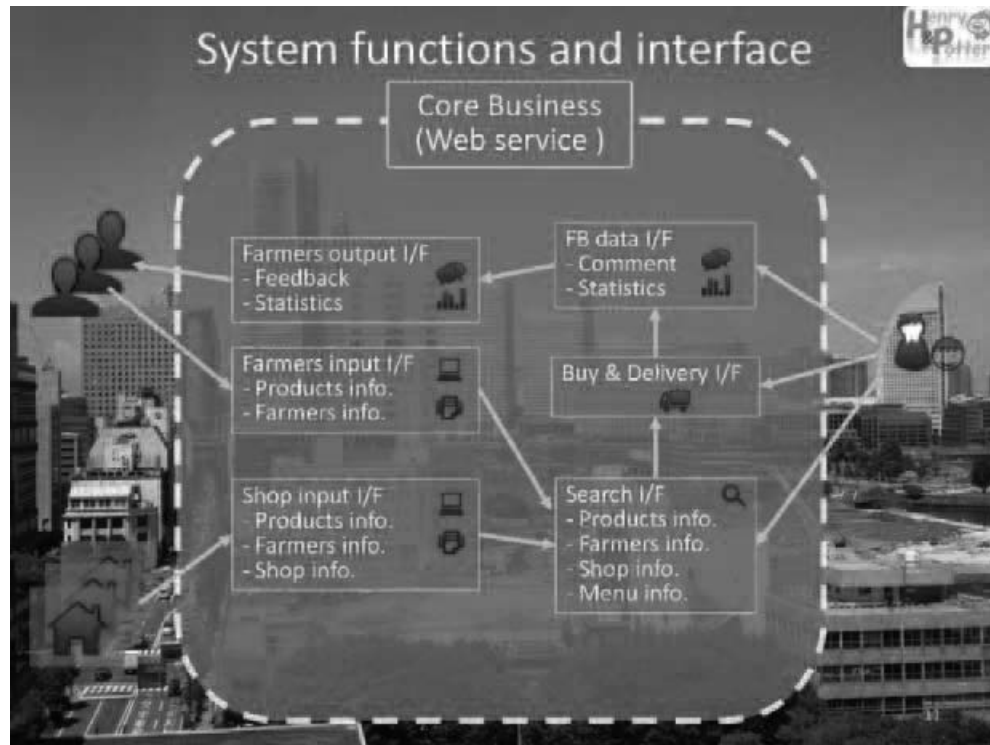 System functions and interface
Henry
H&P
Potter
Core Business
(Web service )
Farmers output I/F
- Feedback
- Statistics
FB data I/F
- Comment
- Statistics
Farmers input I/F
- Products info.
- Farmers info.
Buy & Delivery I/F
Shop input I/F
- Products info.
- Farmers info.
- Shop info.
Search I/F
- Products info.
- Farmers info.
- Shop info.
- Menu info.